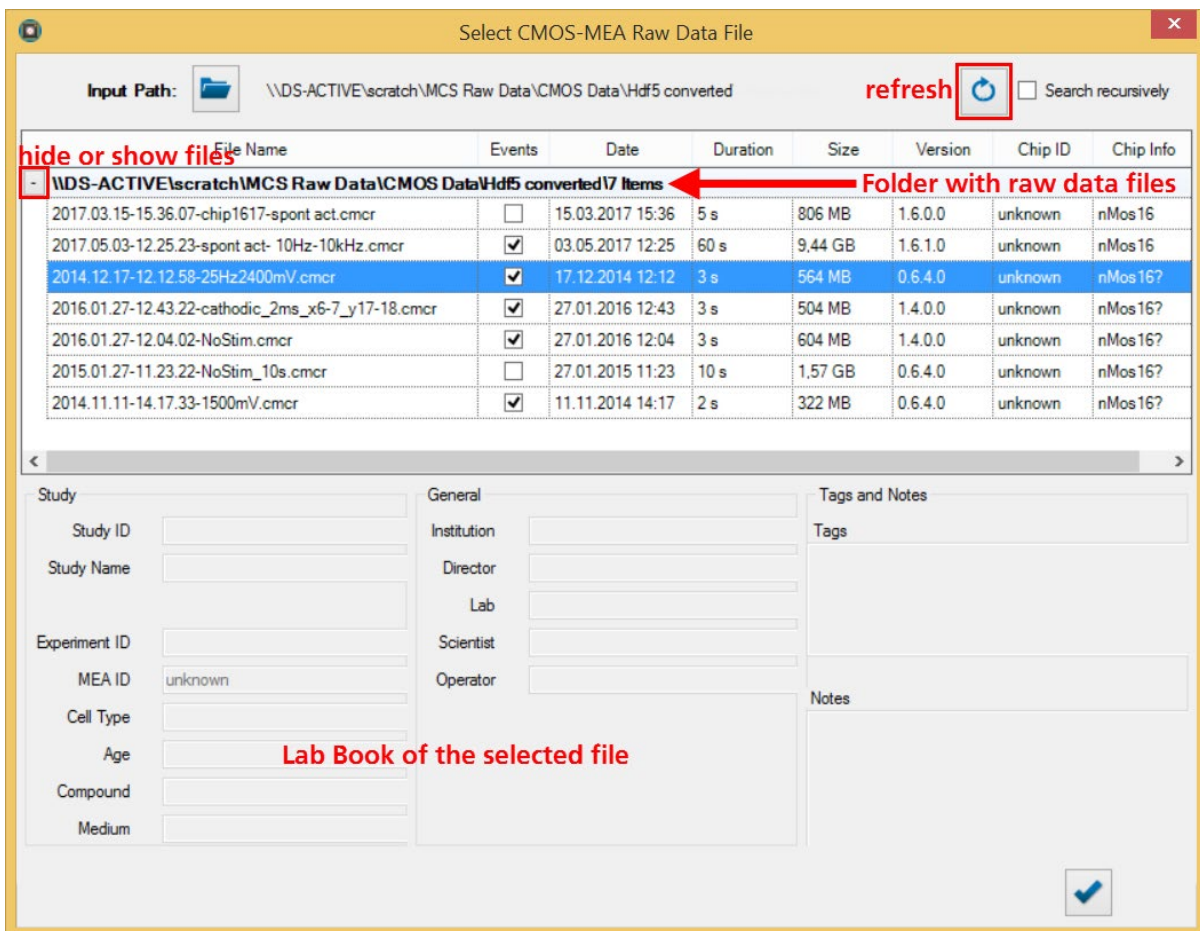 Select CMOS-MEA Raw Data File
Input Path: \\DS-ACTIVE\scratch\MCS Raw Data\CMOS Data\Hdf5 converted refresh Search recursively
File Name Events Date Duration Size Version Chip ID Chip Info
hide or show files
- \\DS-ACTIVE\scratch\MCS Raw Data\CMOS Data\Hdf5 converted\7 Items Folder with raw data files
2017.03.15-15.36.07-chip1617-spont act.cmcr 15.03.2017 15:36 5 s 806 MB 1.6.0.0 unknown nMos16
2017.05.03-12.25.23-spont act- 10Hz-10kHz.cmcr 03.05.2017 12:25 60 s 9,44 GB 1.6.1.0 unknown nMos16
2014.12.17-12.12.58-25Hz2400mV.cmcr 17.12.2014 12:12 3 s 564 MB 0.6.4.0 unknown nMos16?
2016.01.27-12.43.22-cathodic_2ms_x6-7_y17-18.cmcr 27.01.2016 12:43 3 s 504 MB 1.4.0.0 unknown nMos16?
2016.01.27-12.04.02-NoStim.cmcr 27.01.2016 12:04 3 s 604 MB 1.4.0.0 unknown nMos16?
2015.01.27-11.23.22-NoStim_10s.cmcr 27.01.2015 11:23 10 s 1,57 GB 0.6.4.0 unknown nMos16?
2014.11.11-14.17.33-1500mV.cmcr 11.11.2014 14:17 2 s 322 MB 0.6.4.0 unknown nMos16?
Study General Tags and Notes
Study ID Institution Tags
Study Name Director
Lab
Experiment ID Scientist
MEA ID unknown Operator
Notes
Cell Type
Age Lab Book of the selected file
Compound
Medium